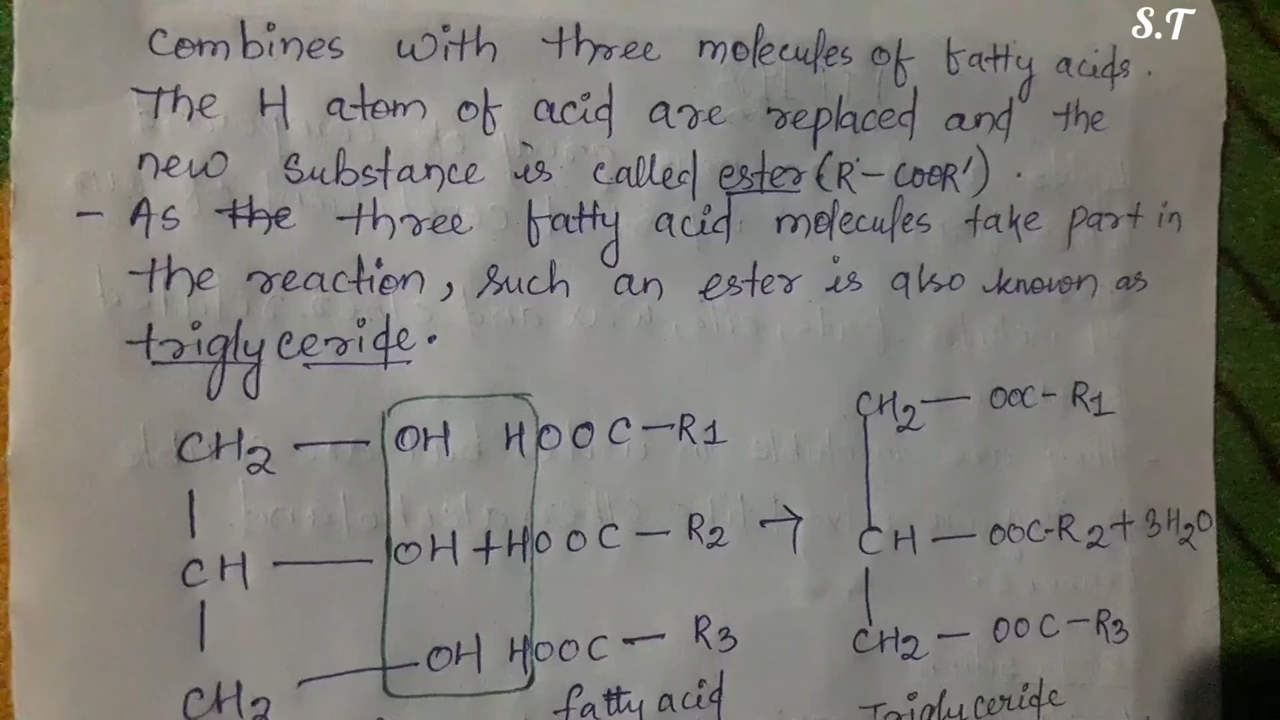 S.T
Combines with three molecules of fatty acids.
The H atom of acid are replaced and the
new substance is called ester (R-COOR') .
- As the three fatty acid molecules take part in
the reaction, such an ester is also known as
triglyceride.
CH2 — OH HOOC—R1 CH2 — OOC- R1
|
CH — OH + HOOC — R2 → CH — OOC-R2 + 3H2O
| |
CH2 — OH HOOC — R3 CH2 — OOC—R3
fatty acid Triglyceride